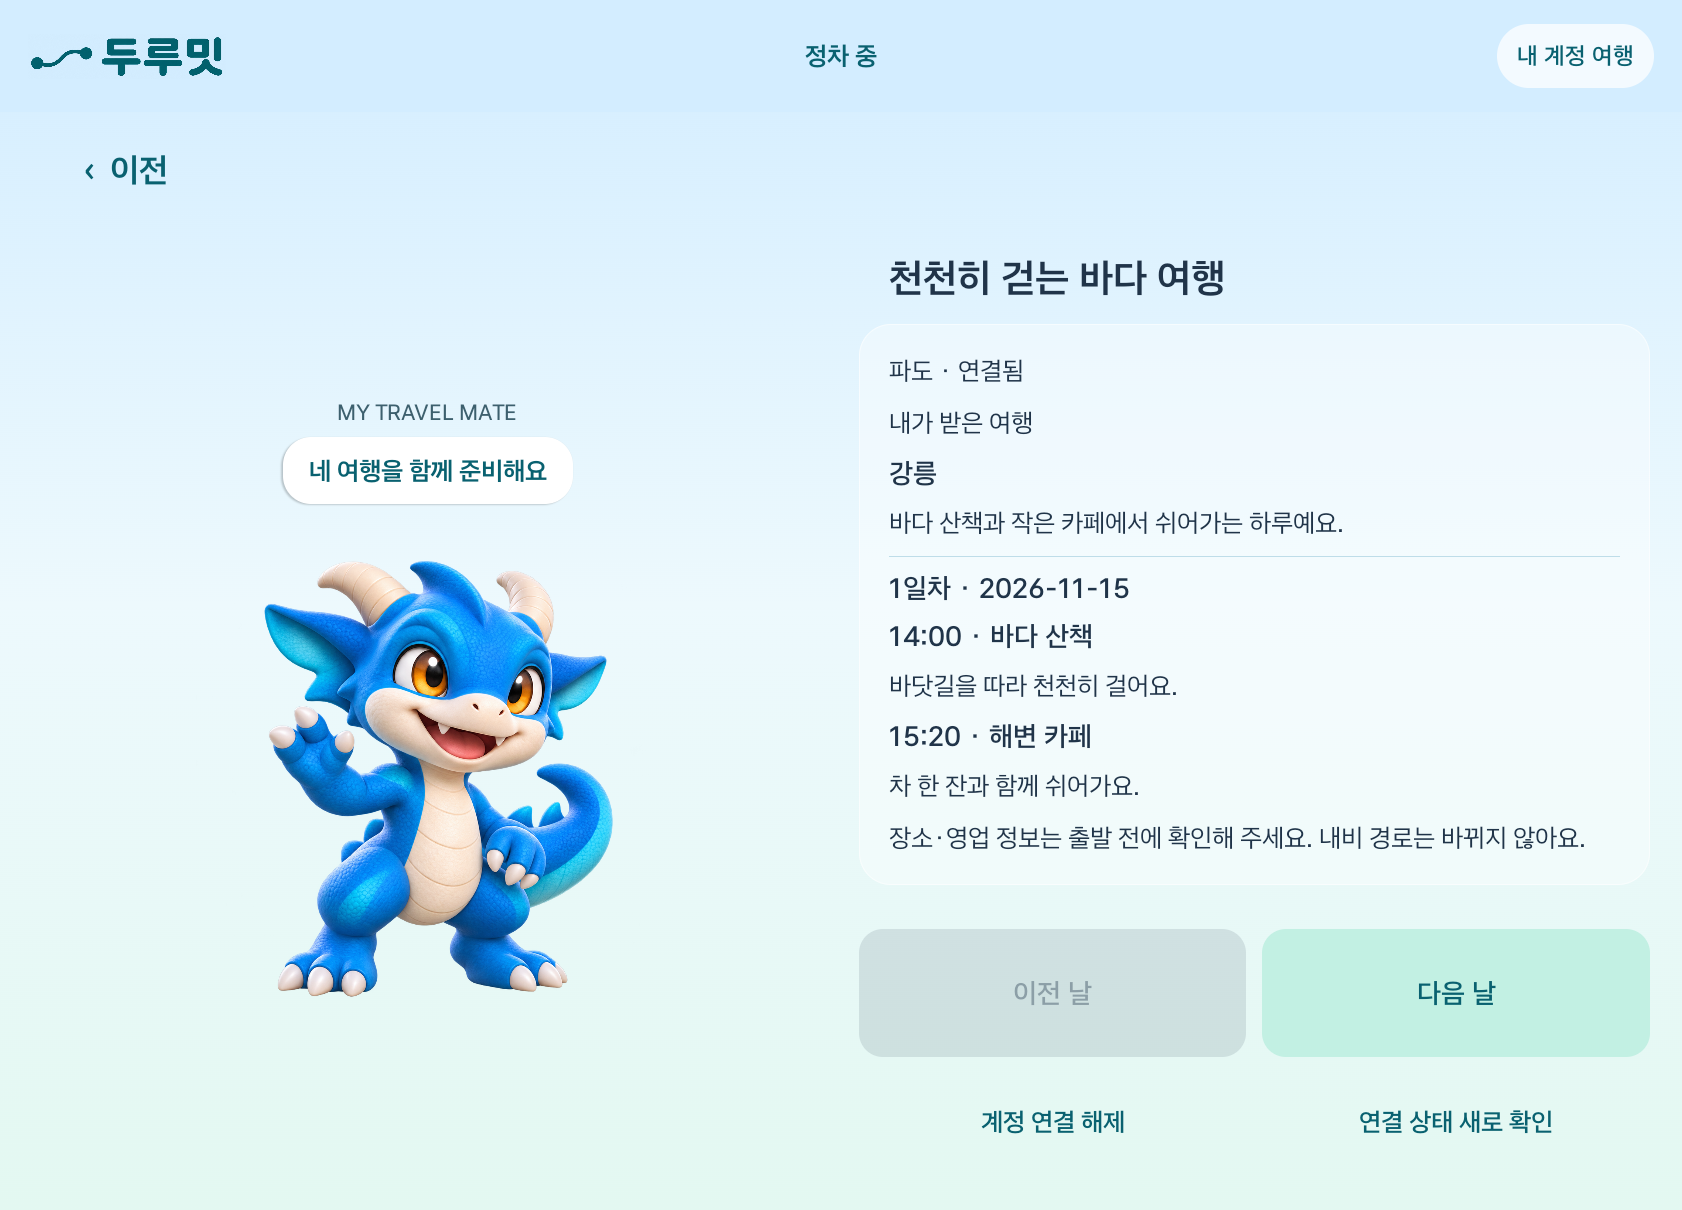 두루밋
정차 중
내 계정 여행
‹ 이전
MY TRAVEL MATE
네 여행을 함께 준비해요
천천히 걷는 바다 여행
파도 · 연결됨
내가 받은 여행
강릉
바다 산책과 작은 카페에서 쉬어가는 하루예요.
1일차 · 2026-11-15
14:00 · 바다 산책
바닷길을 따라 천천히 걸어요.
15:20 · 해변 카페
차 한 잔과 함께 쉬어가요.
장소·영업 정보는 출발 전에 확인해 주세요. 내비 경로는 바뀌지 않아요.
이전 날
다음 날
계정 연결 해제
연결 상태 새로 확인